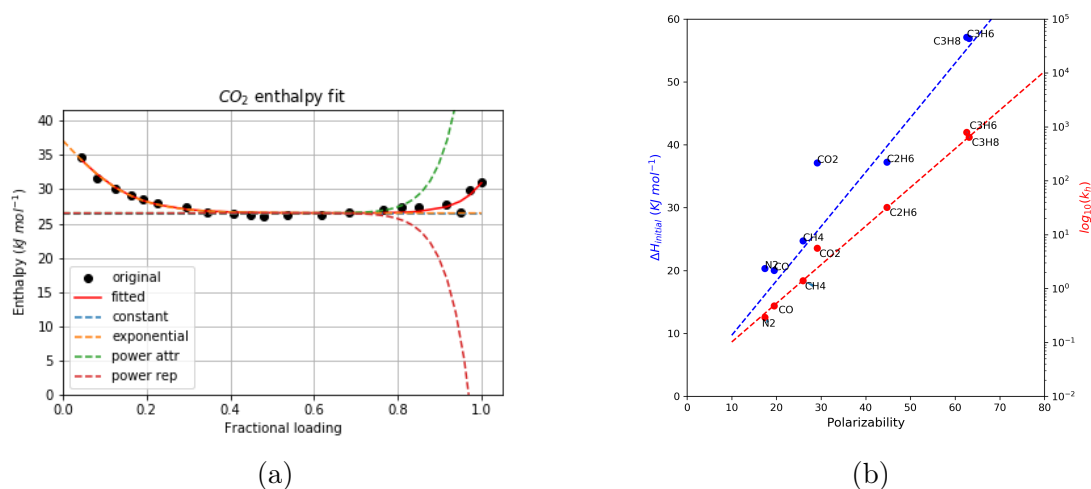 CO₂ enthalpy fit
Enthalpy (kJ mol⁻¹)
40
35
30
25
20
15
10
5
0
original
fitted
constant
exponential
power attr
power rep
0.0
0.2
0.4
0.6
0.8
1.0
Fractional loading
(a)
ΔH_initial (KJ mol⁻¹)
60
50
40
30
20
10
0
C3H8
C3H6
CO2
C2H6
CH4
N2
CO
C3H6
C3H8
C2H6
CO2
CH4
CO
N2
0
10
20
30
40
50
60
70
80
Polarizability
10⁵
10⁴
10³
10²
10¹
10⁰
10⁻¹
10⁻²
log₁₀(kₕ)
(b)